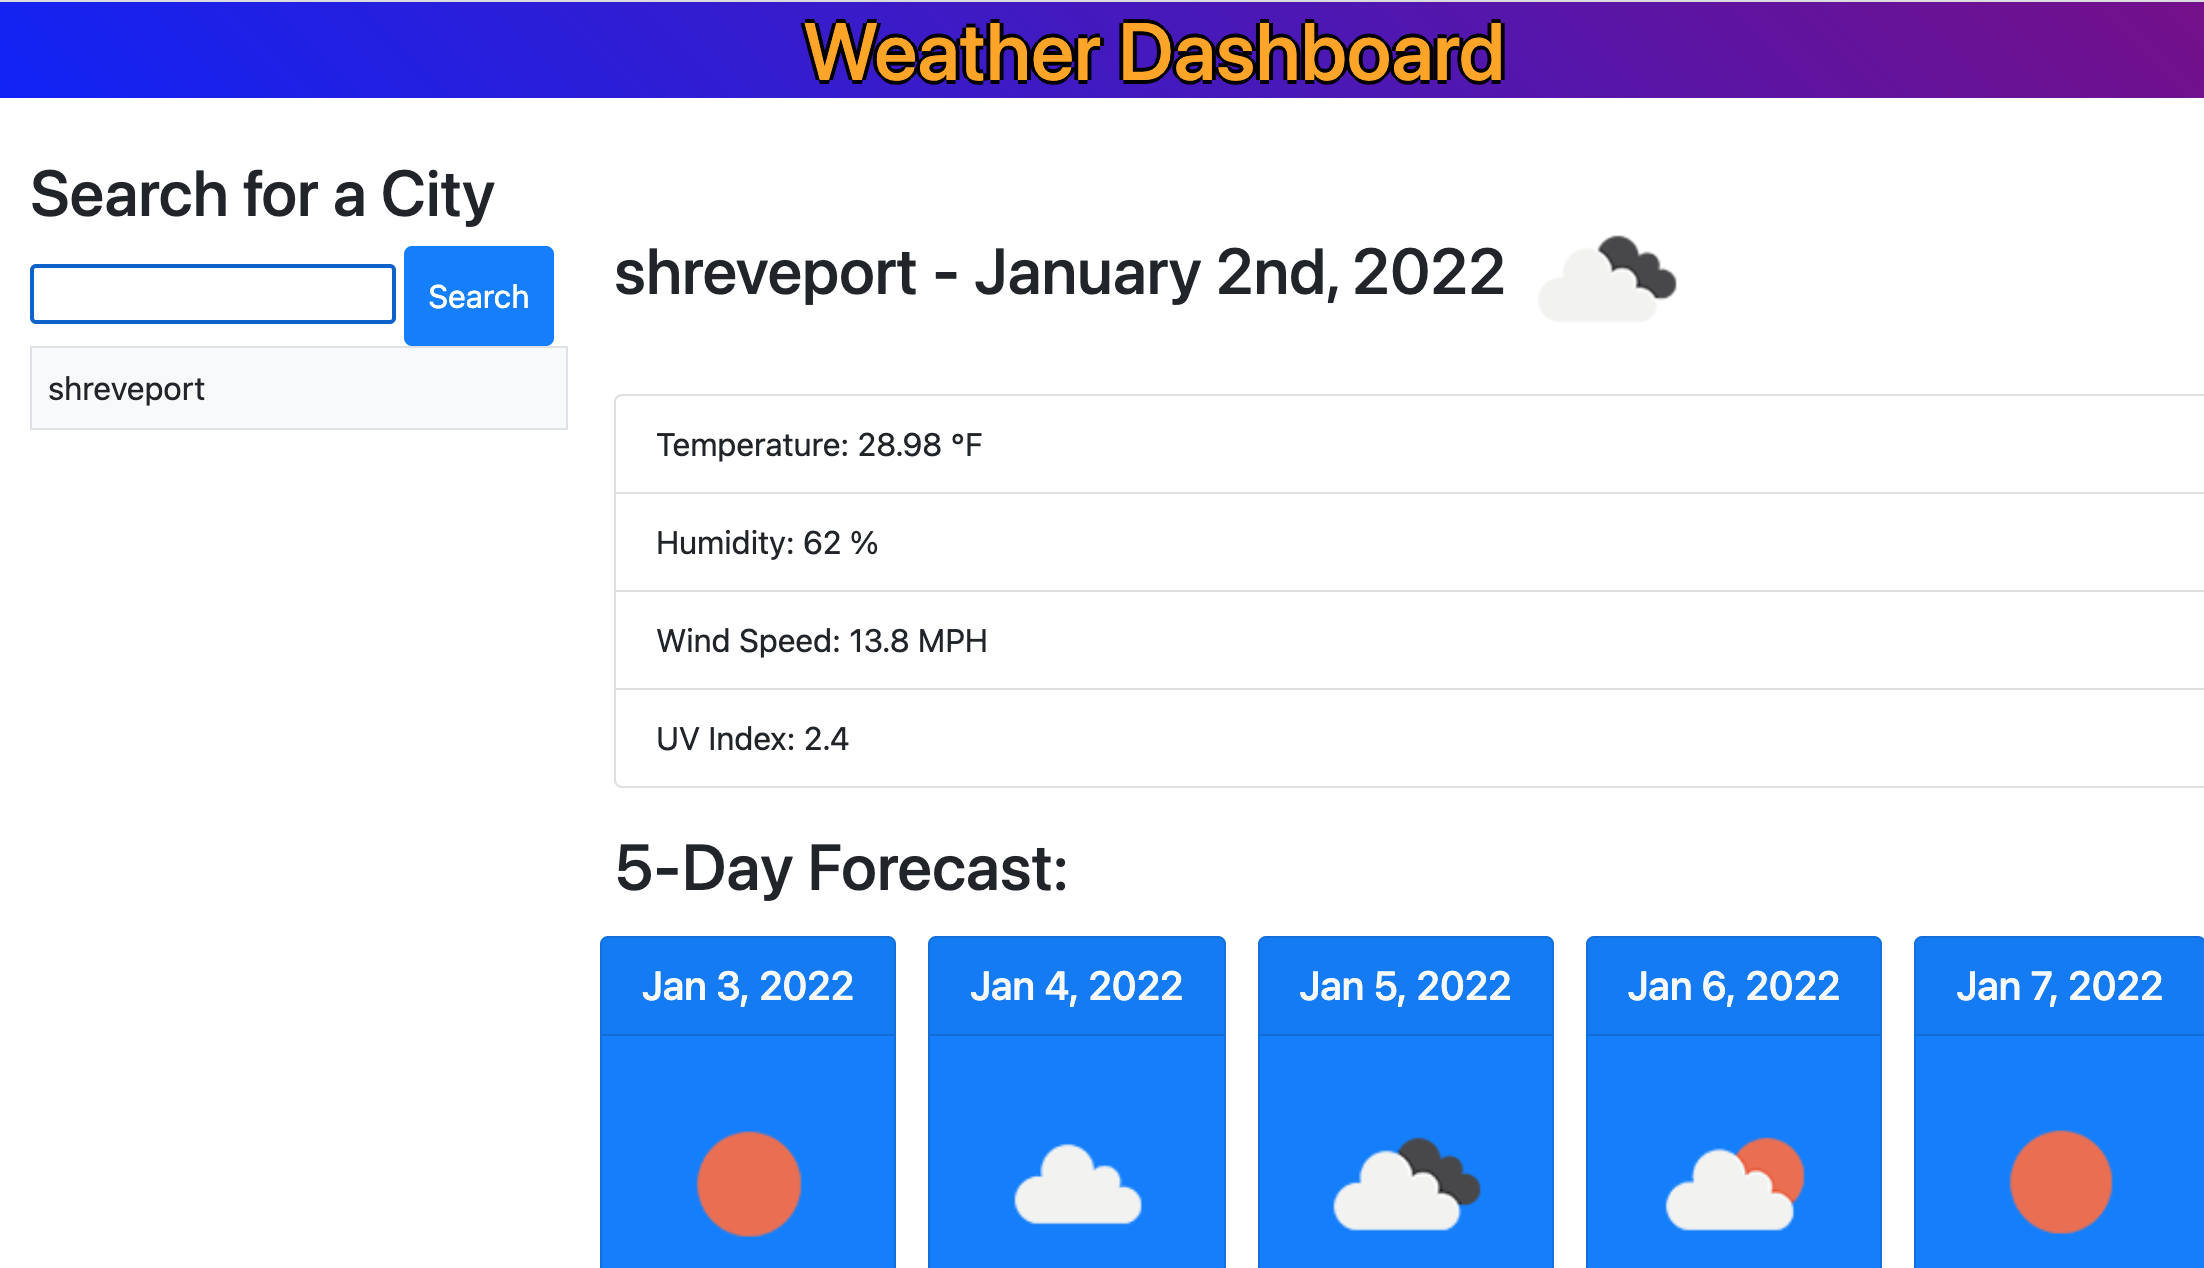 Weather Dashboard
Search for a City
Search
shreveport
shreveport - January 2nd, 2022
Temperature: 28.98 °F
Humidity: 62 %
Wind Speed: 13.8 MPH
UV Index: 2.4
5-Day Forecast:
Jan 3, 2022
Jan 4, 2022
Jan 5, 2022
Jan 6, 2022
Jan 7, 2022